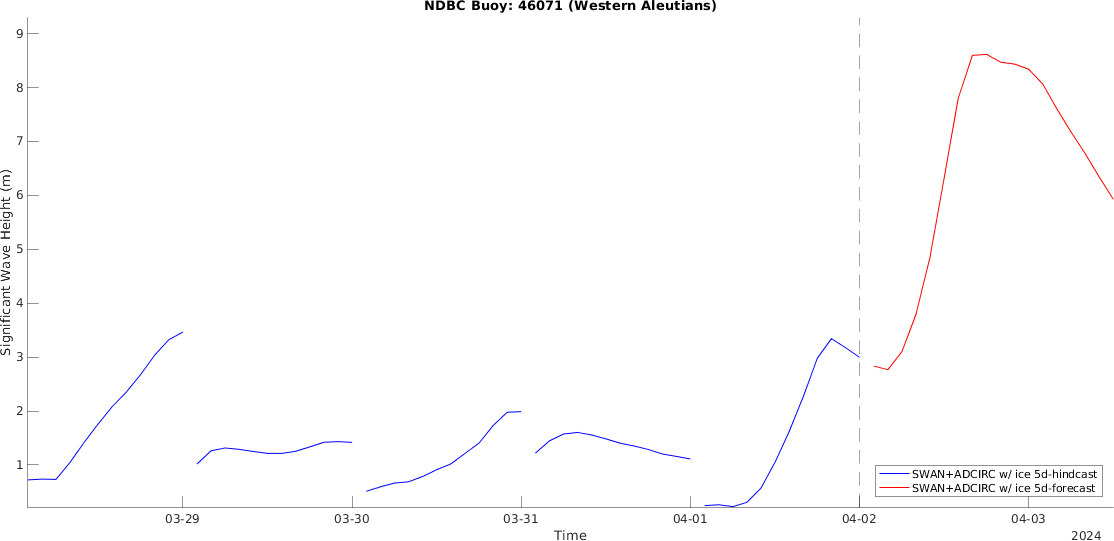 NDBC Buoy: 46071 (Western Aleutians)
Significant Wave Height (m)
9
8
7
6
5
4
3
2
1
SWAN+ADCIRC w/ ice 5d-hindcast
SWAN+ADCIRC w/ ice 5d-forecast
03-29 03-30 03-31 04-01 04-02 04-03
Time
2024